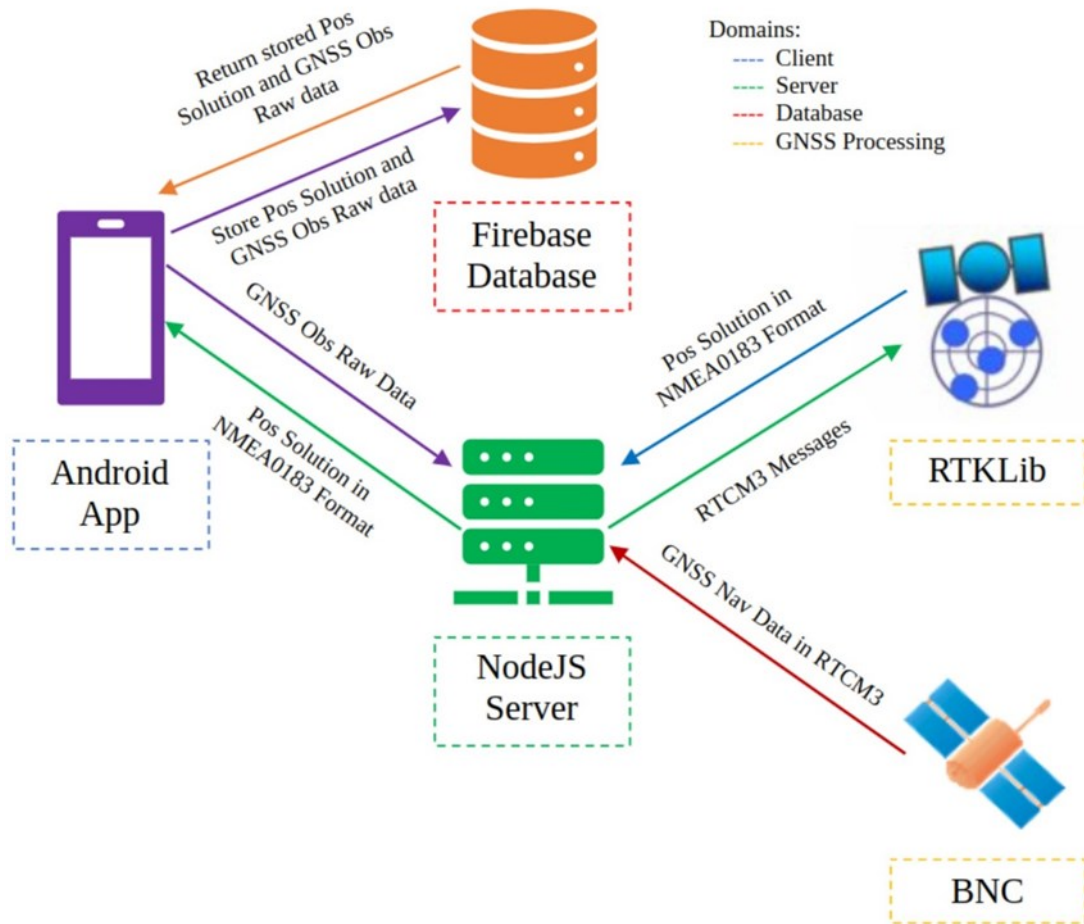 Return stored Pos
Solution and GNSS Obs
Raw data
Store Pos Solution and
GNSS Obs Raw data
Firebase
Database
Domains:
Client
Server
Database
GNSS Processing
GNSS Obs Raw Data
Pos Solution in
NMEA0183 Format
Android
App
Pos Solution in
NMEA0183 Format
RTCM3 Messages
RTKLib
GNSS Nav Data in RTCM3
NodeJS
Server
BNC